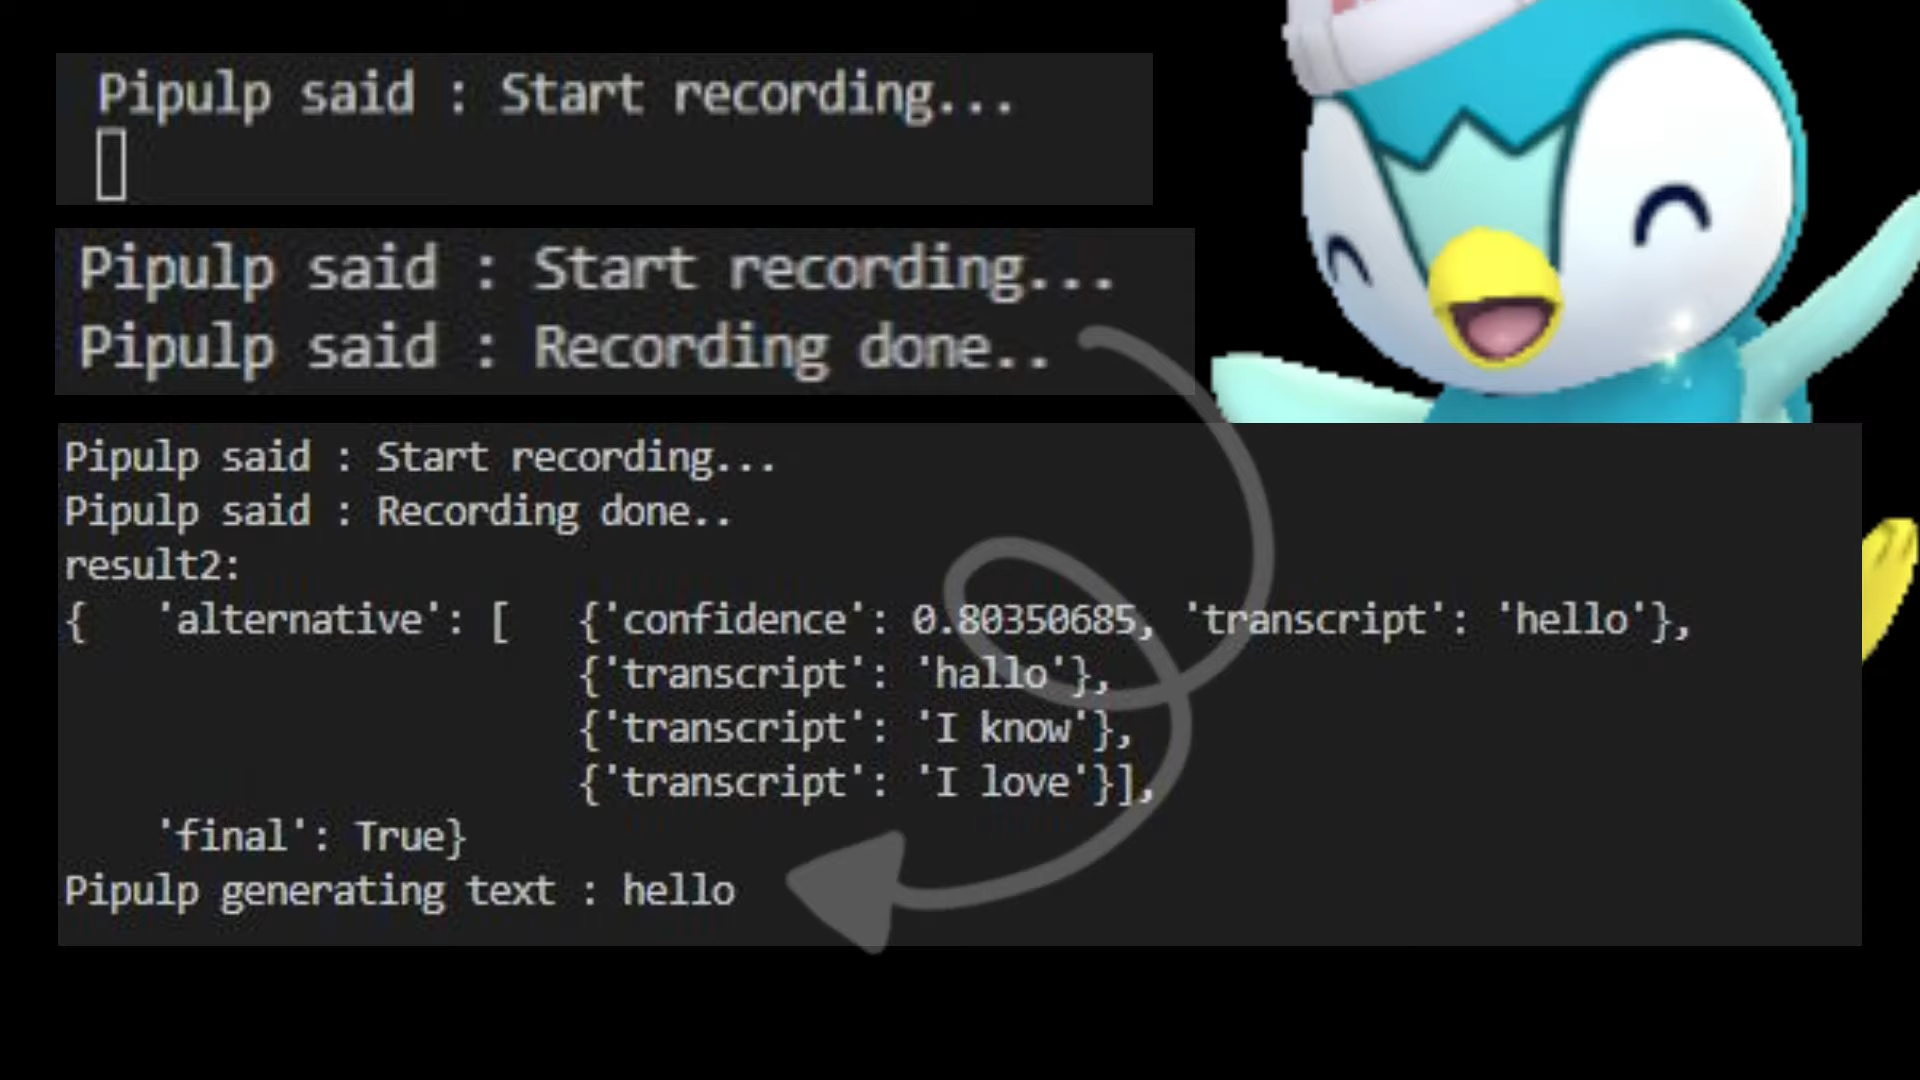 Pipulp said : Start recording...
Pipulp said : Start recording...
Pipulp said : Recording done..
Pipulp said : Start recording...
Pipulp said : Recording done..
result2:
{   'alternative': [   {'confidence': 0.80350685, 'transcript': 'hello'},
{'transcript': 'hallo'},
{'transcript': 'I know'},
{'transcript': 'I love'}],
'final': True}
Pipulp generating text : hello